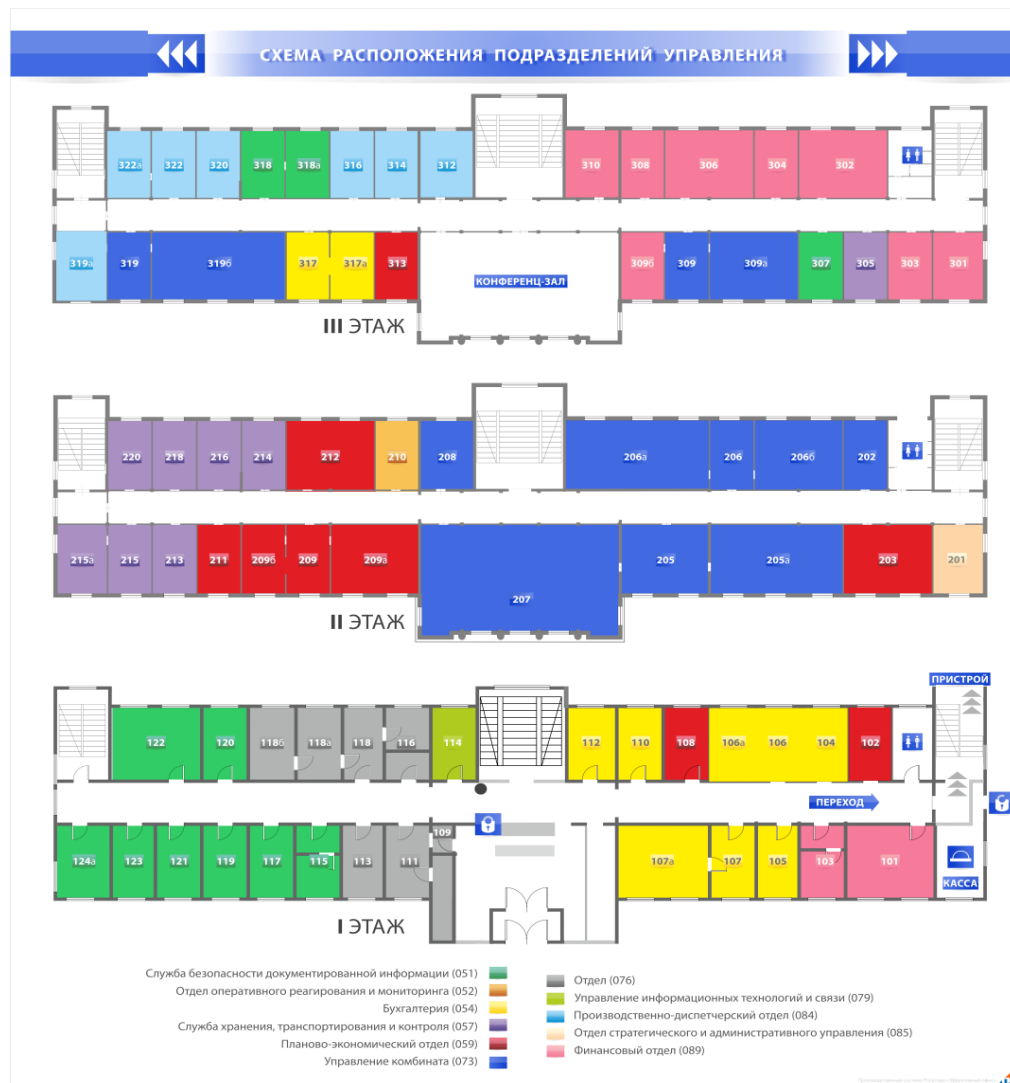 СХЕМА РАСПОЛОЖЕНИЯ ПОДРАЗДЕЛЕНИЙ УПРАВЛЕНИЯ
322а 322 320 318 318а 316 314 312 310 308 306 304 302
319а 319 319б 317 317а 313 КОНФЕРЕНЦ-ЗАЛ 309б 309 309а 307 305 303 301
III ЭТАЖ
220 218 216 214 212 210 208 206а 206 206б 202
215а 215 213 211 209б 209 209а 207 205 205а 203 201
II ЭТАЖ
ПРИСТРОЙ
122 120 118б 118а 118 116 114 112 110 108 106а 106 104 102
ПЕРЕХОД
124а 123 121 119 117 115 113 111 109 107а 107 105 103 101
КАССА
I ЭТАЖ
Служба безопасности документированной информации (051)
Отдел оперативного реагирования и мониторинга (052)
Бухгалтерия (054)
Служба хранения, транспортирования и контроля (057)
Планово-экономический отдел (059)
Управление комбината (073)
Отдел (076)
Управление информационных технологий и связи (079)
Производственно-диспетчерский отдел (084)
Отдел стратегического и административного управления (085)
Финансовый отдел (089)